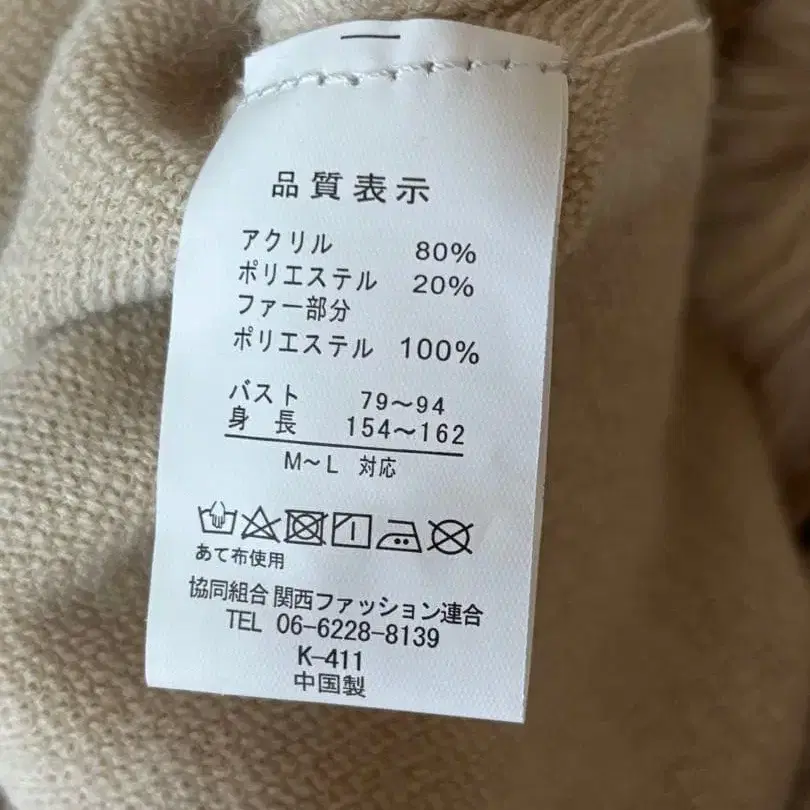 品質表示
アクリル 80%
ポリエステル 20%
ファー部分
ポリエステル 100%
バスト 79～94
身長 154～162
M～L 対応
あて布使用
協同組合 関西ファッション連合
TEL 06-6228-8139
K-411
中国製